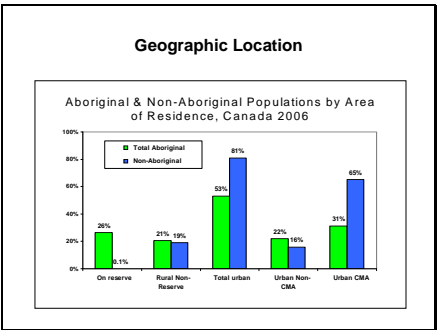 Geographic Location
Aboriginal & Non-Aboriginal Populations by Area
of Residence, Canada 2006
100%
80%
60%
40%
20%
0%
Total Aboriginal
Non-Aboriginal
26%
0.1%
21%
19%
53%
81%
22%
16%
31%
65%
On reserve
Rural Non-
Reserve
Total urban
Urban Non-
CMA
Urban CMA